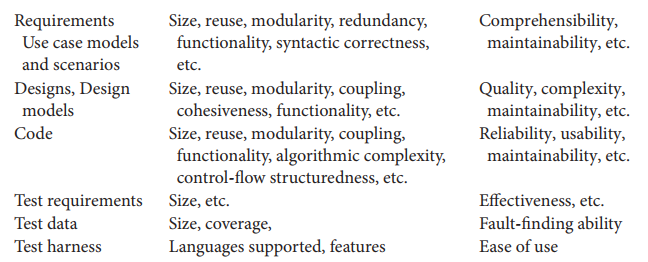 Requirements Size, reuse, modularity, redundancy, Comprehensibility,
Use case models functionality, syntactic correctness, maintainability, etc.
and scenarios etc.
Designs, Design Size, reuse, modularity, coupling, Quality, complexity,
models cohesiveness, functionality, etc. maintainability, etc.
Code Size, reuse, modularity, coupling, Reliability, usability,
functionality, algorithmic complexity, maintainability, etc.
control-flow structuredness, etc.
Test requirements Size, etc. Effectiveness, etc.
Test data Size, coverage, Fault-finding ability
Test harness Languages supported, features Ease of use